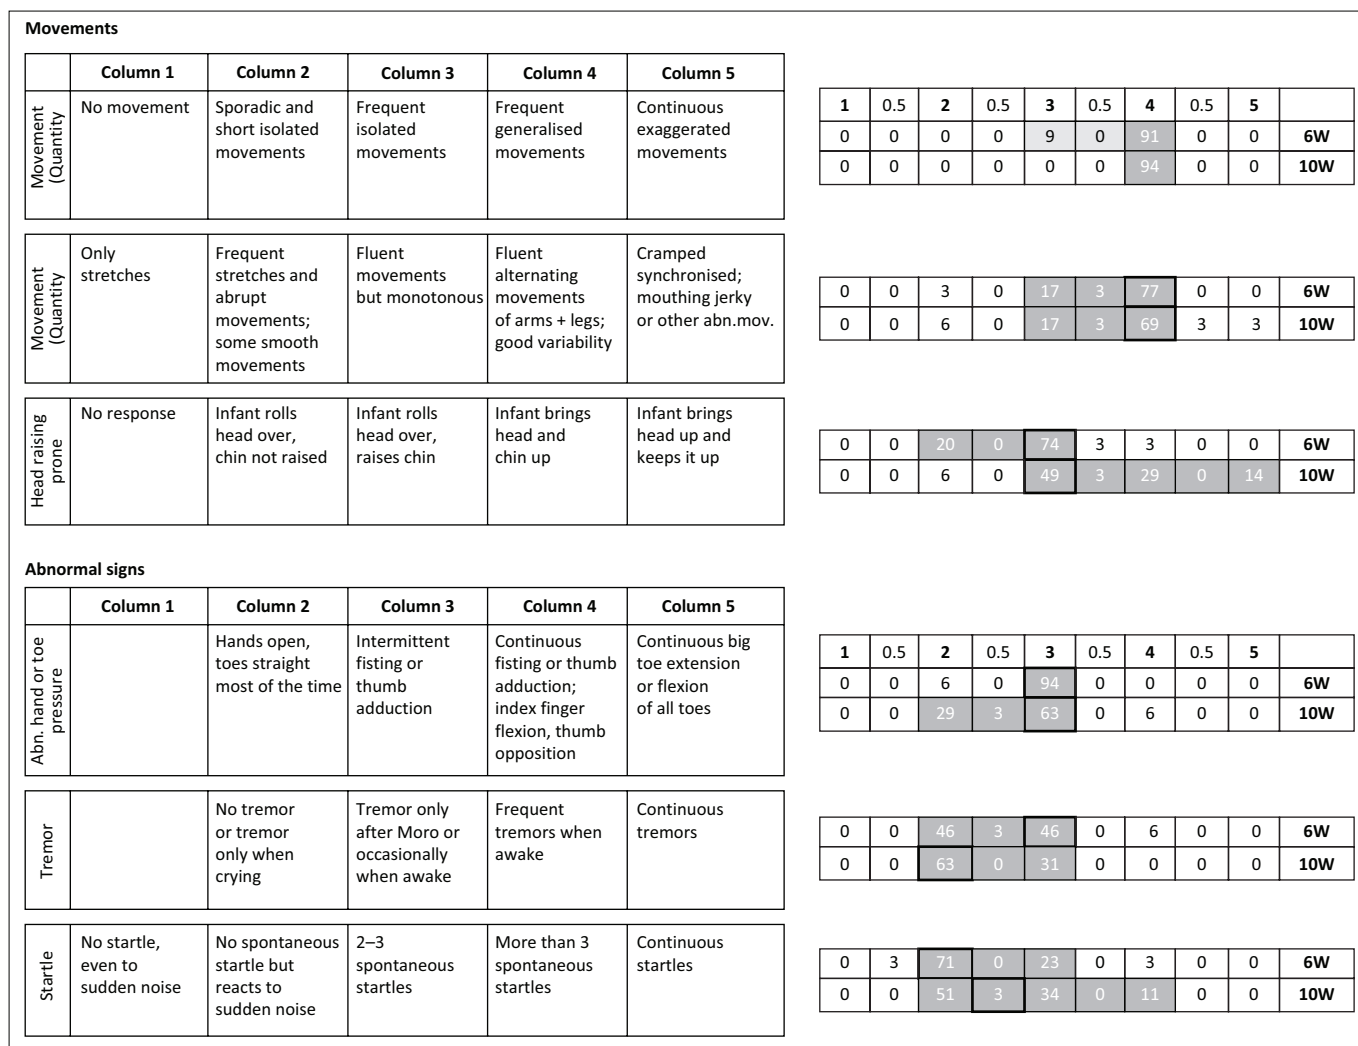 Movements
Column 1 Column 2 Column 3 Column 4 Column 5
Movement
(Quantity
No movement
Sporadic and
short isolated
movements
Frequent
isolated
movements
Frequent
generalised
movements
Continuous
exaggerated
movements
1 0.5 2 0.5 3 0.5 4 0.5 5
0 0 0 0 9 0 91 0 0 6W
0 0 0 0 0 0 94 0 0 10W
Movement
(Quantity
Only
stretches
Frequent
stretches and
abrupt
movements;
some smooth
movements
Fluent
movements
but monotonous
Fluent
alternating
movements
of arms + legs;
good variability
Cramped
synchronised;
mouthing jerky
or other abn.mov.
0 0 3 0 17 3 77 0 0 6W
0 0 6 0 17 3 69 3 3 10W
Head raising
prone
No response
Infant rolls
head over,
chin not raised
Infant rolls
head over,
raises chin
Infant brings
head and
chin up
Infant brings
head up and
keeps it up
0 0 20 0 74 3 3 0 0 6W
0 0 6 0 49 3 29 0 14 10W
Abnormal signs
Column 1 Column 2 Column 3 Column 4 Column 5
Abn. hand or toe
pressure
Hands open,
toes straight
most of the time
Intermittent
fisting or
thumb
adduction
Continuous
fisting or thumb
adduction;
index finger
flexion, thumb
opposition
Continuous big
toe extension
or flexion
of all toes
1 0.5 2 0.5 3 0.5 4 0.5 5
0 0 6 0 94 0 0 0 0 6W
0 0 29 3 63 0 6 0 0 10W
Tremor
No tremor
or tremor
only when
crying
Tremor only
after Moro or
occasionally
when awake
Frequent
tremors when
awake
Continuous
tremors
0 0 46 3 46 0 6 0 0 6W
0 0 63 0 31 0 0 0 0 10W
Startle
No startle,
even to
sudden noise
No spontaneous
startle but
reacts to
sudden noise
2–3
spontaneous
startles
More than 3
spontaneous
startles
Continuous
startles
0 3 71 0 23 0 3 0 0 6W
0 0 51 3 34 0 11 0 0 10W